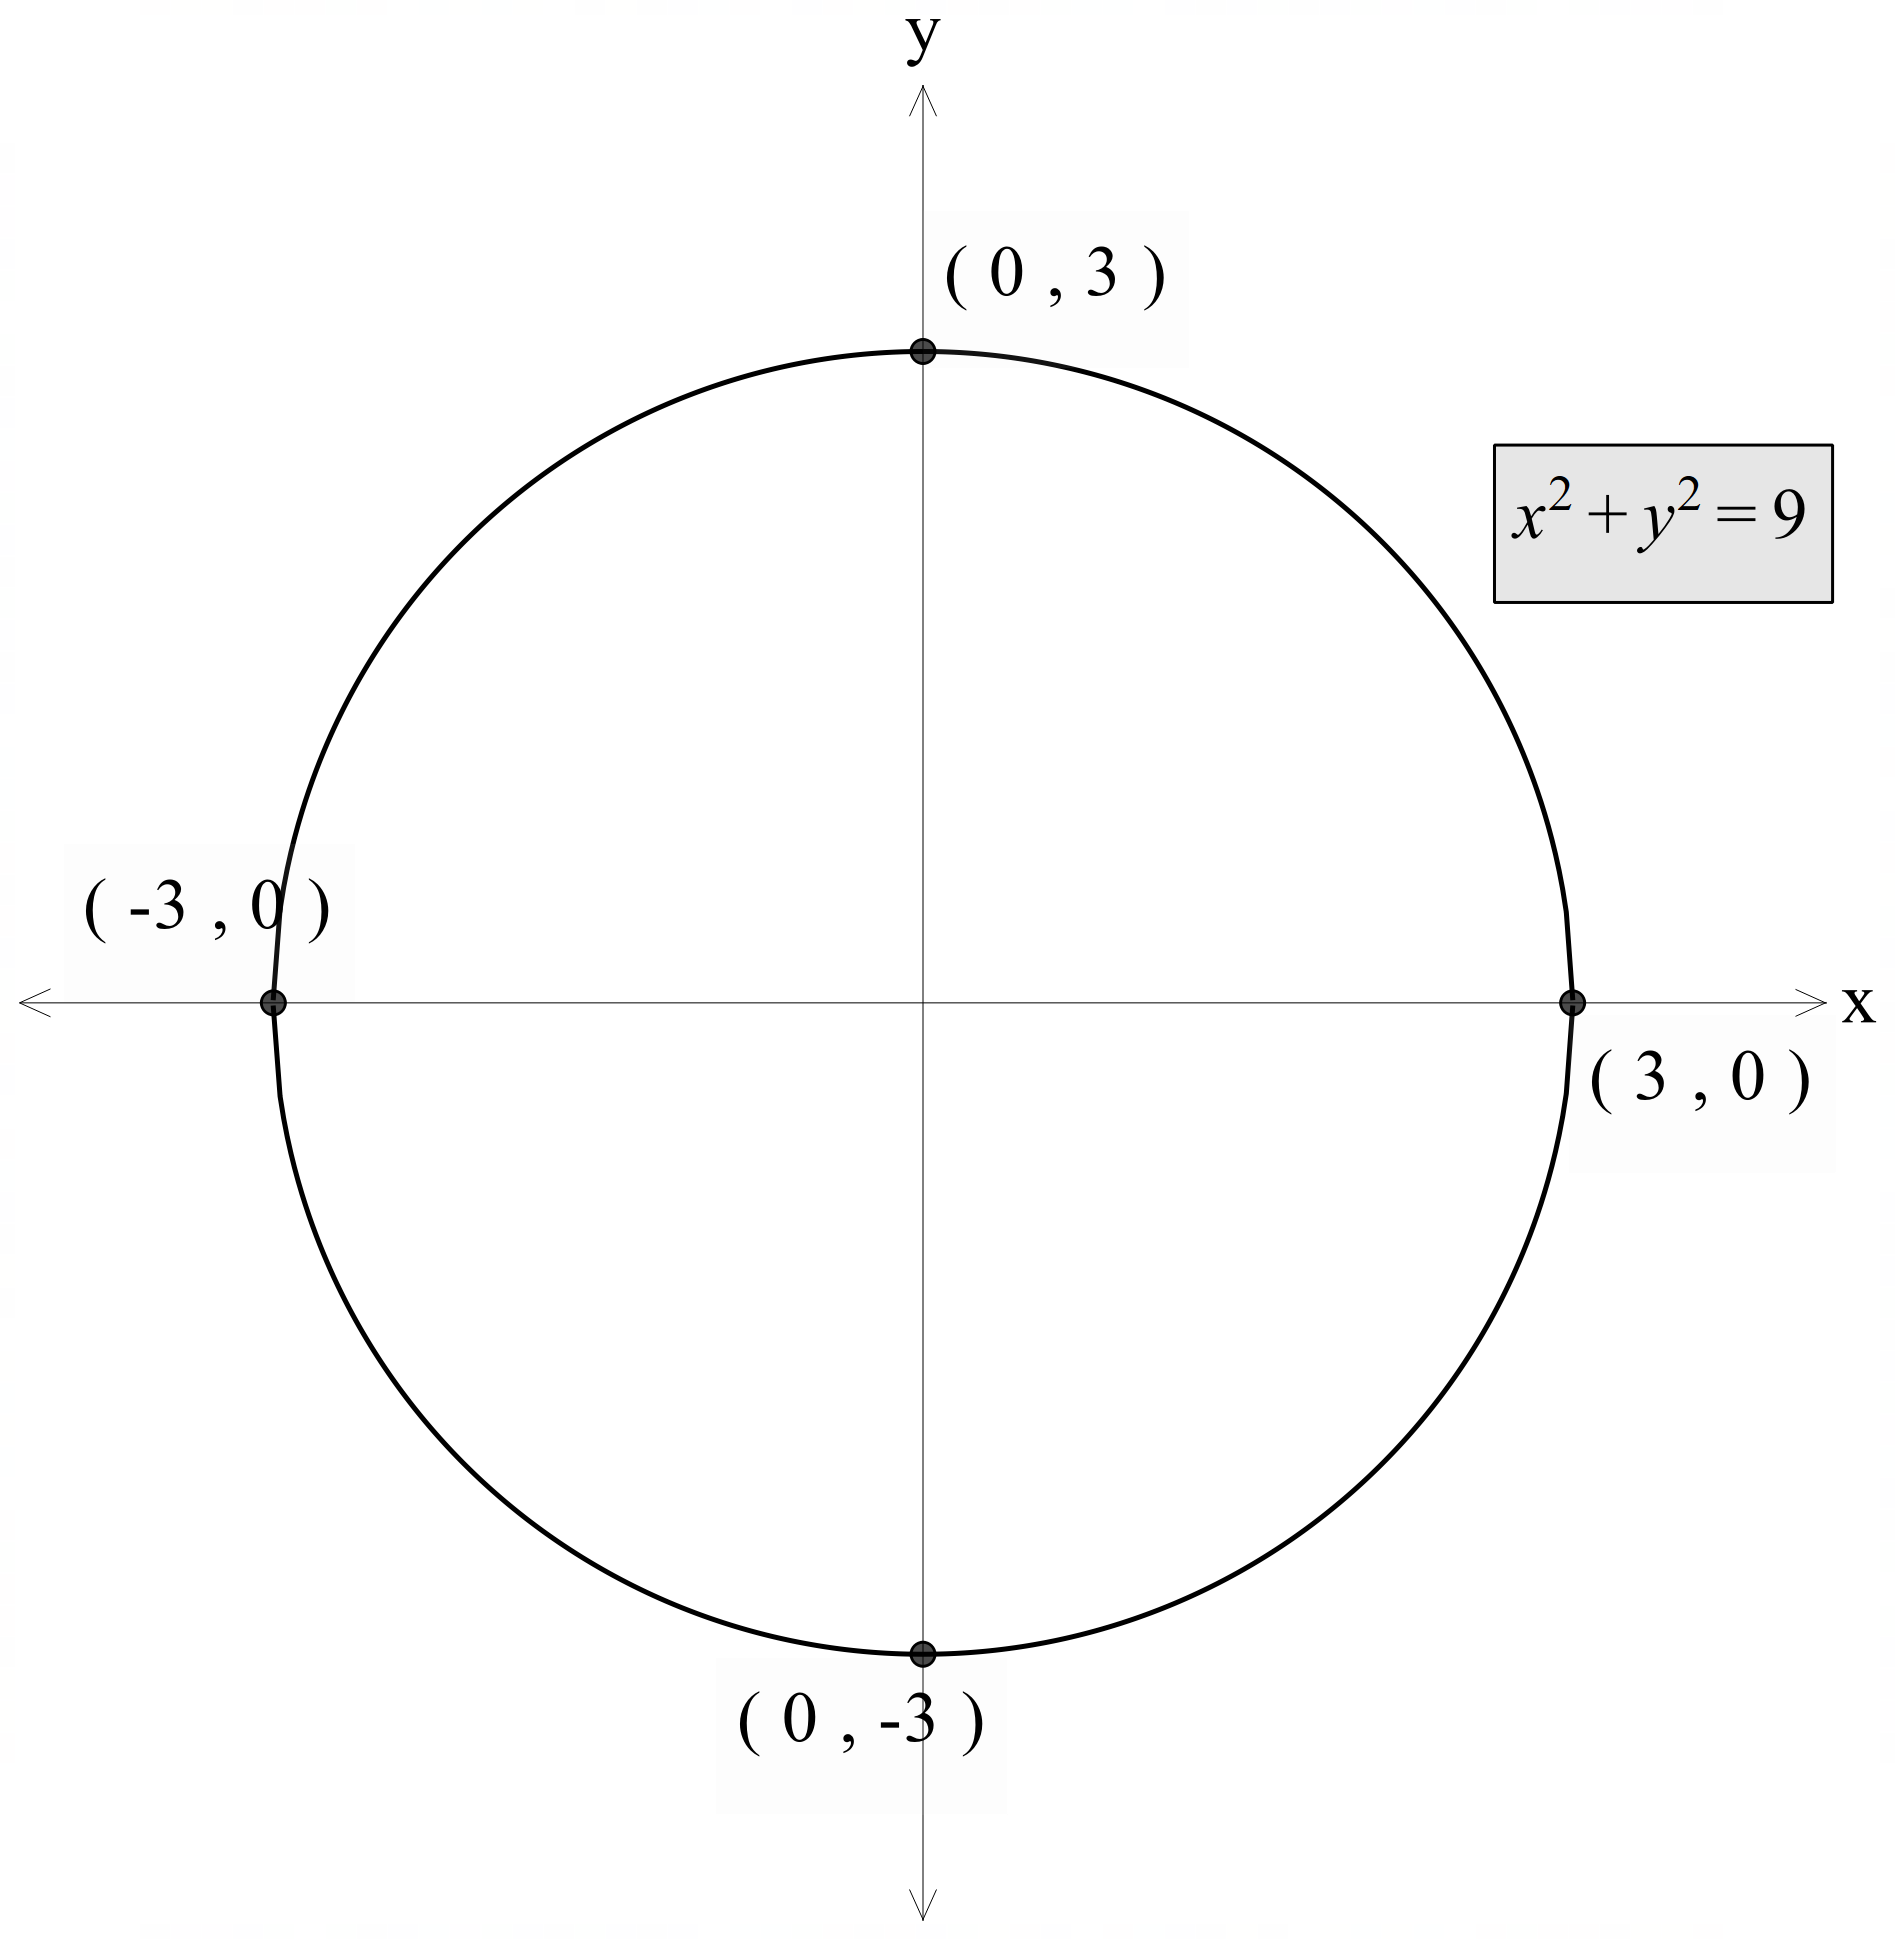 y
( 0 , 3 )
x² + y² = 9
( -3 , 0 )
x
( 3 , 0 )
( 0 , -3 )